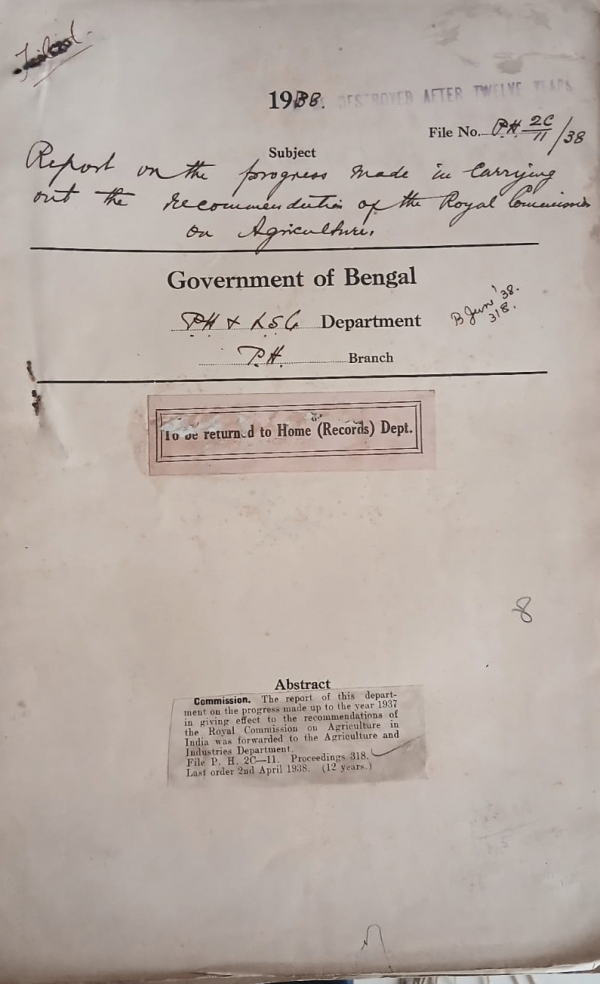 1938. DESTROYED AFTER TWELVE YEARS
File No. P.H. 2C/11/38
Subject
Report on the progress made in carrying
out the recommendation of the Royal Commission
on Agriculture.
Government of Bengal
PH & L.S.G Department
B June '38.
318.
P.H. Branch
To be returned to Home (Records) Dept.
8
Abstract
Commission. The report of this depart-
ment on the progress made up to the year 1937
in giving effect to the recommendations of
the Royal Commission on Agriculture in
India was forwarded to the Agriculture and
Industries Department.
File P. H. 2C—11. Proceedings 318.
Last order 2nd April 1938. (12 years.)